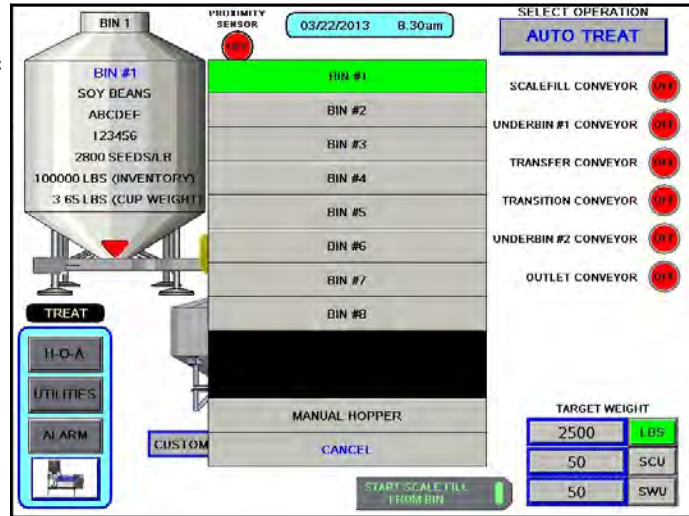 BIN 1
PROXIMITY
SENSOR
OFF
03/22/2013 8.30am
SELECT OPERATION
AUTO TREAT
BIN #1
SOY BEANS
ABCDEF
123456
2800 SEEDS/LB
100000 LBS (INVENTORY)
3.65 LBS (CUP WEIGHT)
BIN #1
BIN #2
BIN #3
BIN #4
BIN #5
BIN #6
BIN #7
BIN #8
MANUAL HOPPER
CANCEL
SCALEFILL CONVEYOR OFF
UNDERBIN #1 CONVEYOR OFF
TRANSFER CONVEYOR OFF
TRANSITION CONVEYOR OFF
UNDERBIN #2 CONVEYOR OFF
OUTLET CONVEYOR OFF
TREAT
H-O-A
UTILITIES
ALARM
CUSTOM
START SCALE FILL
FROM BIN
TARGET WEIGHT
2500 LBS
50 SCU
50 SWU